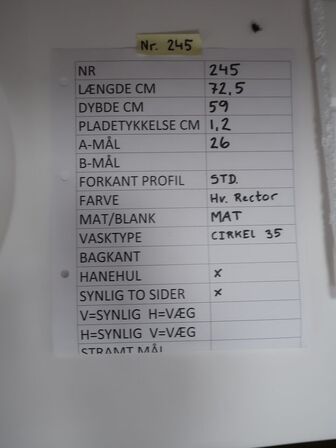 Nr. 245
NR 245
LÆNGDE CM 72,5
DYBDE CM 59
PLADETYKKELSE CM 1,2
A-MÅL 26
B-MÅL
FORKANT PROFIL STD.
FARVE Hv. Rector
MAT/BLANK MAT
VASKTYPE CIRKEL 35
BAGKANT
HANEHUL x
SYNLIG TO SIDER x
V=SYNLIG H=VÆG
H=SYNLIG V=VÆG
STRAMT MÅL